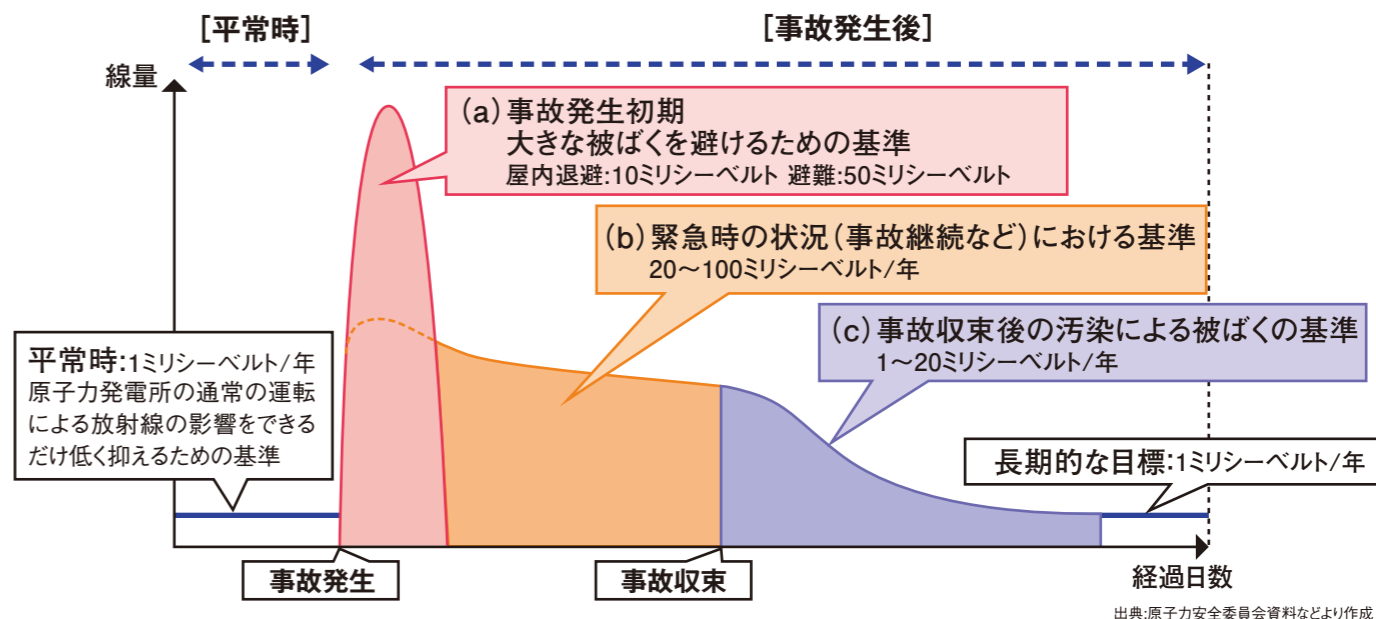 [平常時]
[事故発生後]
線量
(a)事故発生初期
大きな被ばくを避けるための基準
屋内退避:10ミリシーベルト 避難:50ミリシーベルト
(b)緊急時の状況(事故継続など)における基準
20〜100ミリシーベルト/年
(c)事故収束後の汚染による被ばくの基準
1〜20ミリシーベルト/年
平常時:1ミリシーベルト/年
原子力発電所の通常の運転
による放射線の影響をできる
だけ低く抑えるための基準
長期的な目標:1ミリシーベルト/年
事故発生
事故収束
経過日数
出典:原子力安全委員会資料などより作成